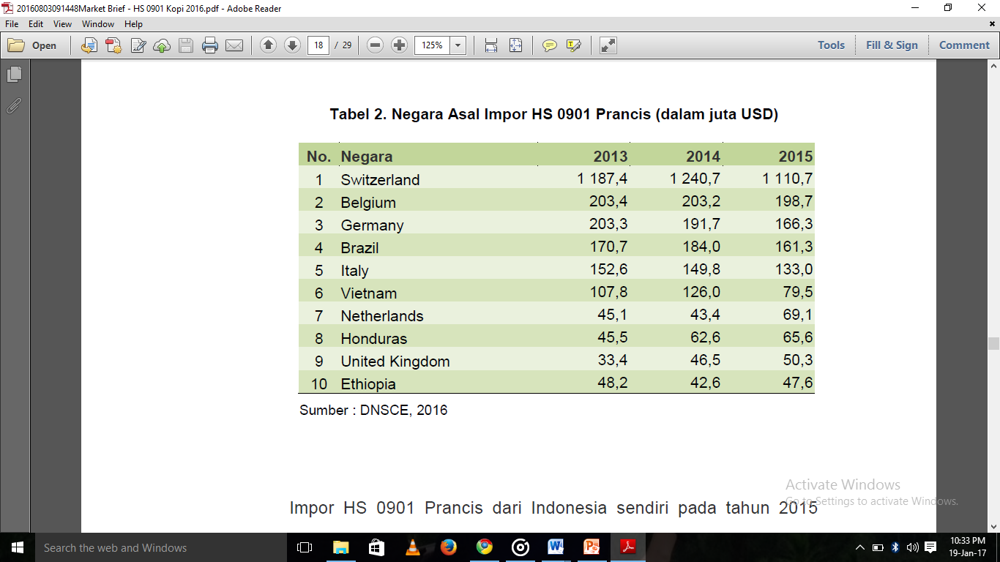 20160803091448Market Brief - HS 0901 Kopi 2016.pdf - Adobe Reader
File Edit View Window Help
Open 18 / 29 125% Tools Fill & Sign Comment
Tabel 2. Negara Asal Impor HS 0901 Prancis (dalam juta USD)
No. Negara 2013 2014 2015
1 Switzerland 1 187,4 1 240,7 1 110,7
2 Belgium 203,4 203,2 198,7
3 Germany 203,3 191,7 166,3
4 Brazil 170,7 184,0 161,3
5 Italy 152,6 149,8 133,0
6 Vietnam 107,8 126,0 79,5
7 Netherlands 45,1 43,4 69,1
8 Honduras 45,5 62,6 65,6
9 United Kingdom 33,4 46,5 50,3
10 Ethiopia 48,2 42,6 47,6
Sumber : DNSCE, 2016
Activate Windows
Go to Settings to activate Windows.
Impor HS 0901 Prancis dari Indonesia sendiri pada tahun 2015
Search the web and Windows
10:33 PM
19-Jan-17